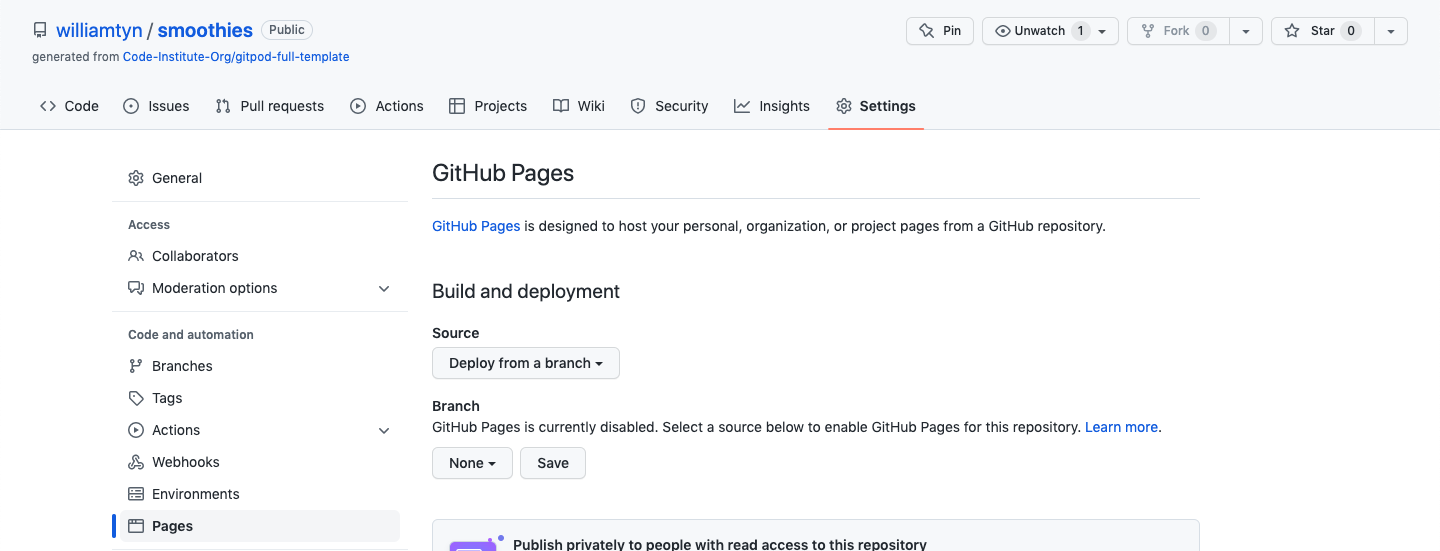 williamtyn / smoothies Public
Pin
Unwatch 1
Fork 0
Star 0
generated from Code-Institute-Org/gitpod-full-template
Code
Issues
Pull requests
Actions
Projects
Wiki
Security
Insights
Settings
General
Access
Collaborators
Moderation options
Code and automation
Branches
Tags
Actions
Webhooks
Environments
Pages
GitHub Pages
GitHub Pages is designed to host your personal, organization, or project pages from a GitHub repository.
Build and deployment
Source
Deploy from a branch
Branch
GitHub Pages is currently disabled. Select a source below to enable GitHub Pages for this repository. Learn more.
None
Save
Publish privately to people with read access to this repository